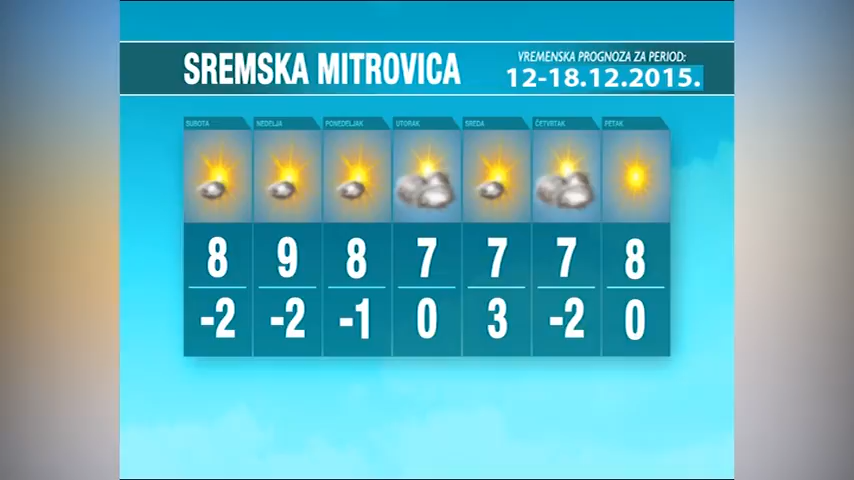 SREMSKA MITROVICA
VREMENSKA PROGNOZA ZA PERIOD:
12-18.12.2015.
SUBOTA NEDELJA PONEDELJAK UTORAK SREDA ČETVRTAK PETAK
8 9 8 7 7 7 8
-2 -2 -1 0 3 -2 0